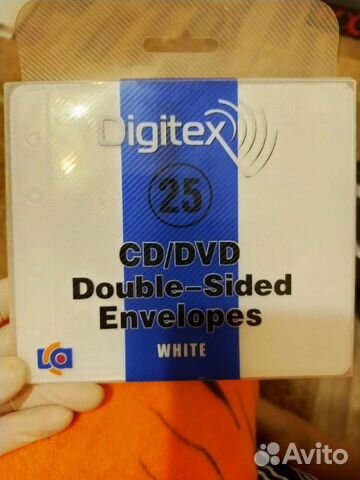 Digitex
25
CD/DVD
Double-Sided
Envelopes
WHITE
Avito